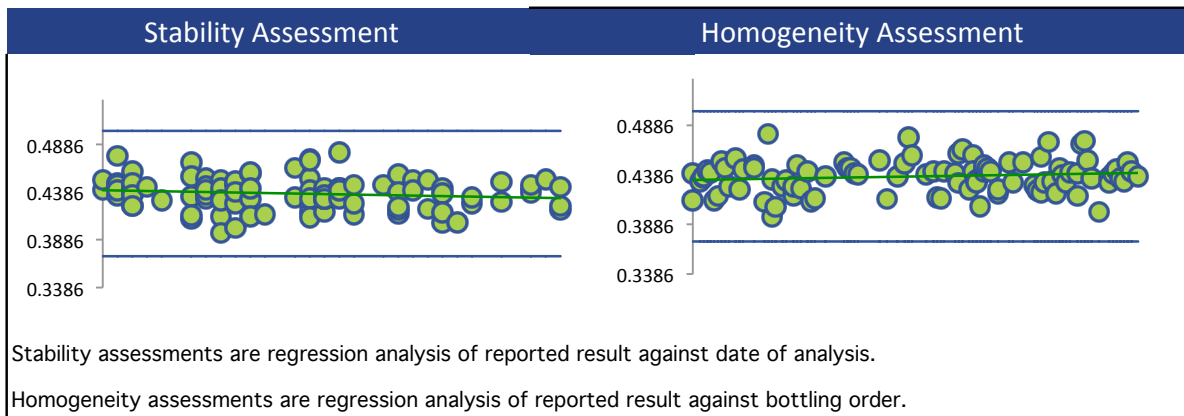 Stability Assessment
Homogeneity Assessment
0.4886
0.4386
0.3886
0.3386
0.4886
0.4386
0.3886
0.3386
Stability assessments are regression analysis of reported result against date of analysis.
Homogeneity assessments are regression analysis of reported result against bottling order.